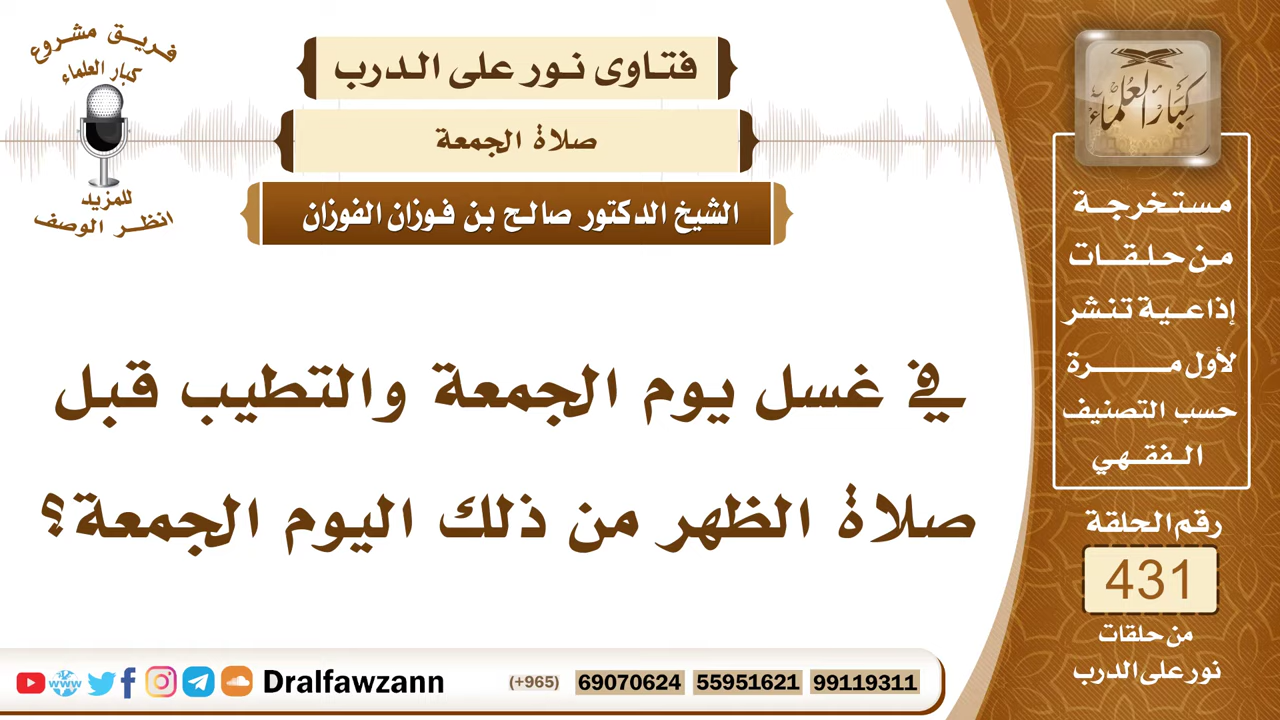 فريق مشروع
كبار العلماء
للمزيد
انظر الوصف
فتاوى نور على الدرب
صلاة الجمعة
الشيخ الدكتور صالح بن فوزان الفوزان
في غسل يوم الجمعة والتطيب قبل
صلاة الظهر من ذلك اليوم الجمعة؟
كبار العلماء
مستخرجة
من حلقات
إذاعية تنشر
لأول مرة
حسب التصنيف
الفقهي
رقم الحلقة
431
من حلقات
نور على الدرب
www Dralfawzann (+965) 69070624 55951621 99119311